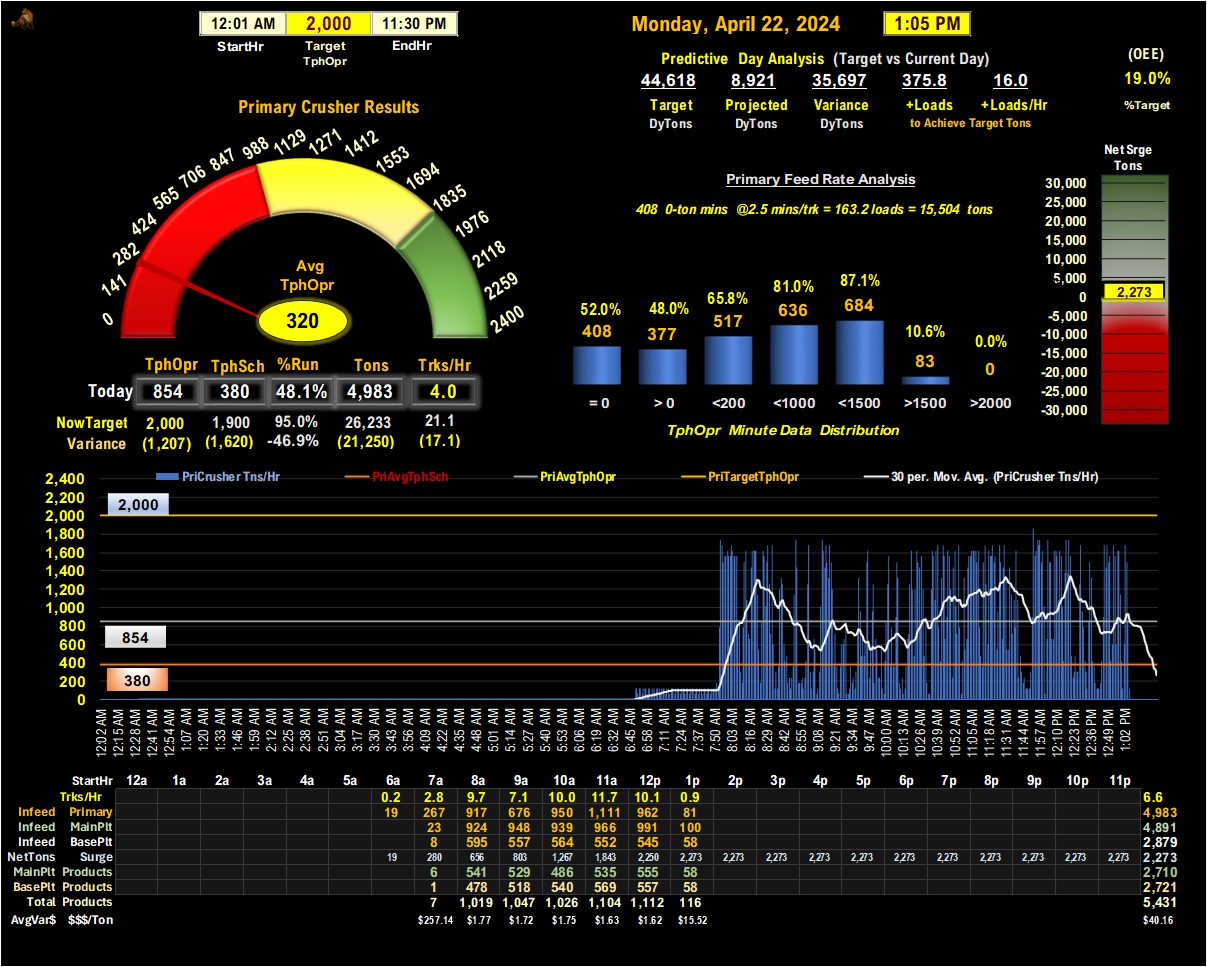 12:01 AM 2,000 11:30 PM
StartHr Target EndHr
TphOpr
Monday, April 22, 2024 1:05 PM
Predictive Day Analysis (Target vs Current Day)
44,618 8,921 35,697 375.8 16.0
Target Projected Variance +Loads +Loads/Hr
DyTons DyTons DyTons to Achieve Target Tons
(OEE)
19.0%
%Target
Primary Crusher Results
0 141 282 424 565 706 847 988 1129 1271 1412 1553 1694 1835 1976 2118 2259 2400
Avg
TphOpr
320
TphOpr TphSch %Run Tons Trks/Hr
Today 854 380 48.1% 4,983 4.0
NowTarget 2,000 1,900 95.0% 26,233 21.1
Variance (1,207) (1,620) -46.9% (21,250) (17.1)
Primary Feed Rate Analysis
408 0-ton mins @2.5 mins/trk = 163.2 loads = 15,504 tons
52.0% 48.0% 65.8% 81.0% 87.1% 10.6% 0.0%
408 377 517 636 684 83 0
= 0 > 0 <200 <1000 <1500 >1500 >2000
TphOpr Minute Data Distribution
Net Srge
Tons
30,000
25,000
20,000
15,000
10,000
5,000
0
2,273
-5,000
-10,000
-15,000
-20,000
-25,000
-30,000
PriCrusher Tns/Hr PriAvgTphSch PriAvgTphOpr PriTargetTphOpr 30 per. Mov. Avg. (PriCrusher Tns/Hr)
2,400
2,200
2,000
1,800
1,600
1,400
1,200
1,000
800
600
400
200
0
2,000
854
380
12:02 AM 12:15 AM 12:28 AM 12:41 AM 12:54 AM 1:07 AM 1:20 AM 1:33 AM 1:46 AM 1:59 AM 2:12 AM 2:25 AM 2:38 AM 2:51 AM 3:04 AM 3:17 AM 3:30 AM 3:43 AM 3:56 AM 4:09 AM 4:22 AM 4:35 AM 4:48 AM 5:01 AM 5:14 AM 5:27 AM 5:40 AM 5:53 AM 6:06 AM 6:19 AM 6:32 AM 6:45 AM 6:58 AM 7:11 AM 7:24 AM 7:37 AM 7:50 AM 8:03 AM 8:16 AM 8:29 AM 8:42 AM 8:55 AM 9:08 AM 9:21 AM 9:34 AM 9:47 AM 10:00 AM 10:13 AM 10:26 AM 10:39 AM 10:52 AM 11:05 AM 11:18 AM 11:31 AM 11:44 AM 11:57 AM 12:10 PM 12:23 PM 12:36 PM 12:49 PM 1:02 PM
StartHr 12a 1a 2a 3a 4a 5a 6a 7a 8a 9a 10a 11a 12p 1p 2p 3p 4p 5p 6p 7p 8p 9p 10p 11p
Trks/Hr 0.2 2.8 9.7 7.1 10.0 11.7 10.1 0.9 6.6
Infeed Primary 19 267 917 676 950 1,111 962 81 4,983
Infeed MainPlt 23 924 948 939 966 991 100 4,891
Infeed BasePlt 8 595 557 564 552 545 58 2,879
NetTons Surge 19 280 656 803 1,267 1,843 2,250 2,273 2,273 2,273 2,273 2,273 2,273 2,273 2,273 2,273 2,273 2,273 2,273
MainPlt Products 6 541 529 486 535 555 58 2,710
BasePlt Products 1 478 518 540 569 557 58 2,721
Total Products 7 1,019 1,047 1,026 1,104 1,112 116 5,431
AvgVar$ $$$/Ton $257.14 $1.77 $1.72 $1.75 $1.63 $1.62 $15.52 $40.16